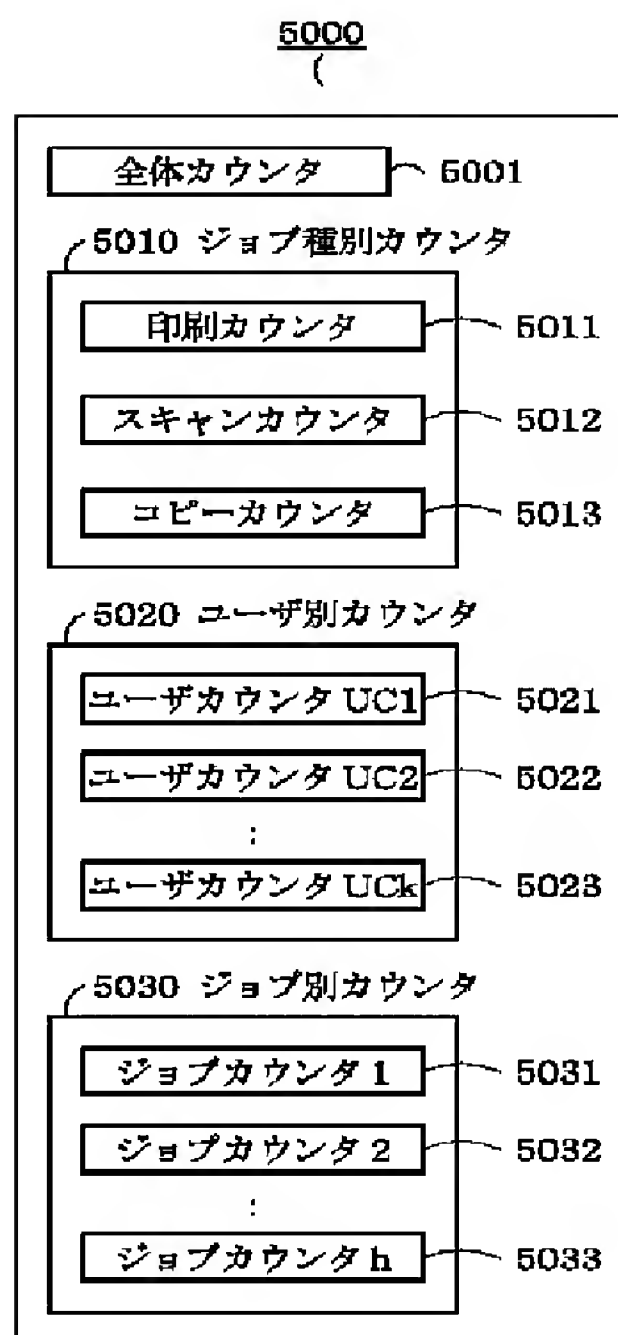 5000
全体カウンタ 5001
5010 ジョブ種別カウンタ
印刷カウンタ 5011
スキャンカウンタ 5012
コピーカウンタ 5013
5020 ユーザ別カウンタ
ユーザカウンタ UC1 5021
ユーザカウンタ UC2 5022
:
ユーザカウンタ UCk 5023
5030 ジョブ別カウンタ
ジョブカウンタ 1 5031
ジョブカウンタ 2 5032
:
ジョブカウンタ h 5033